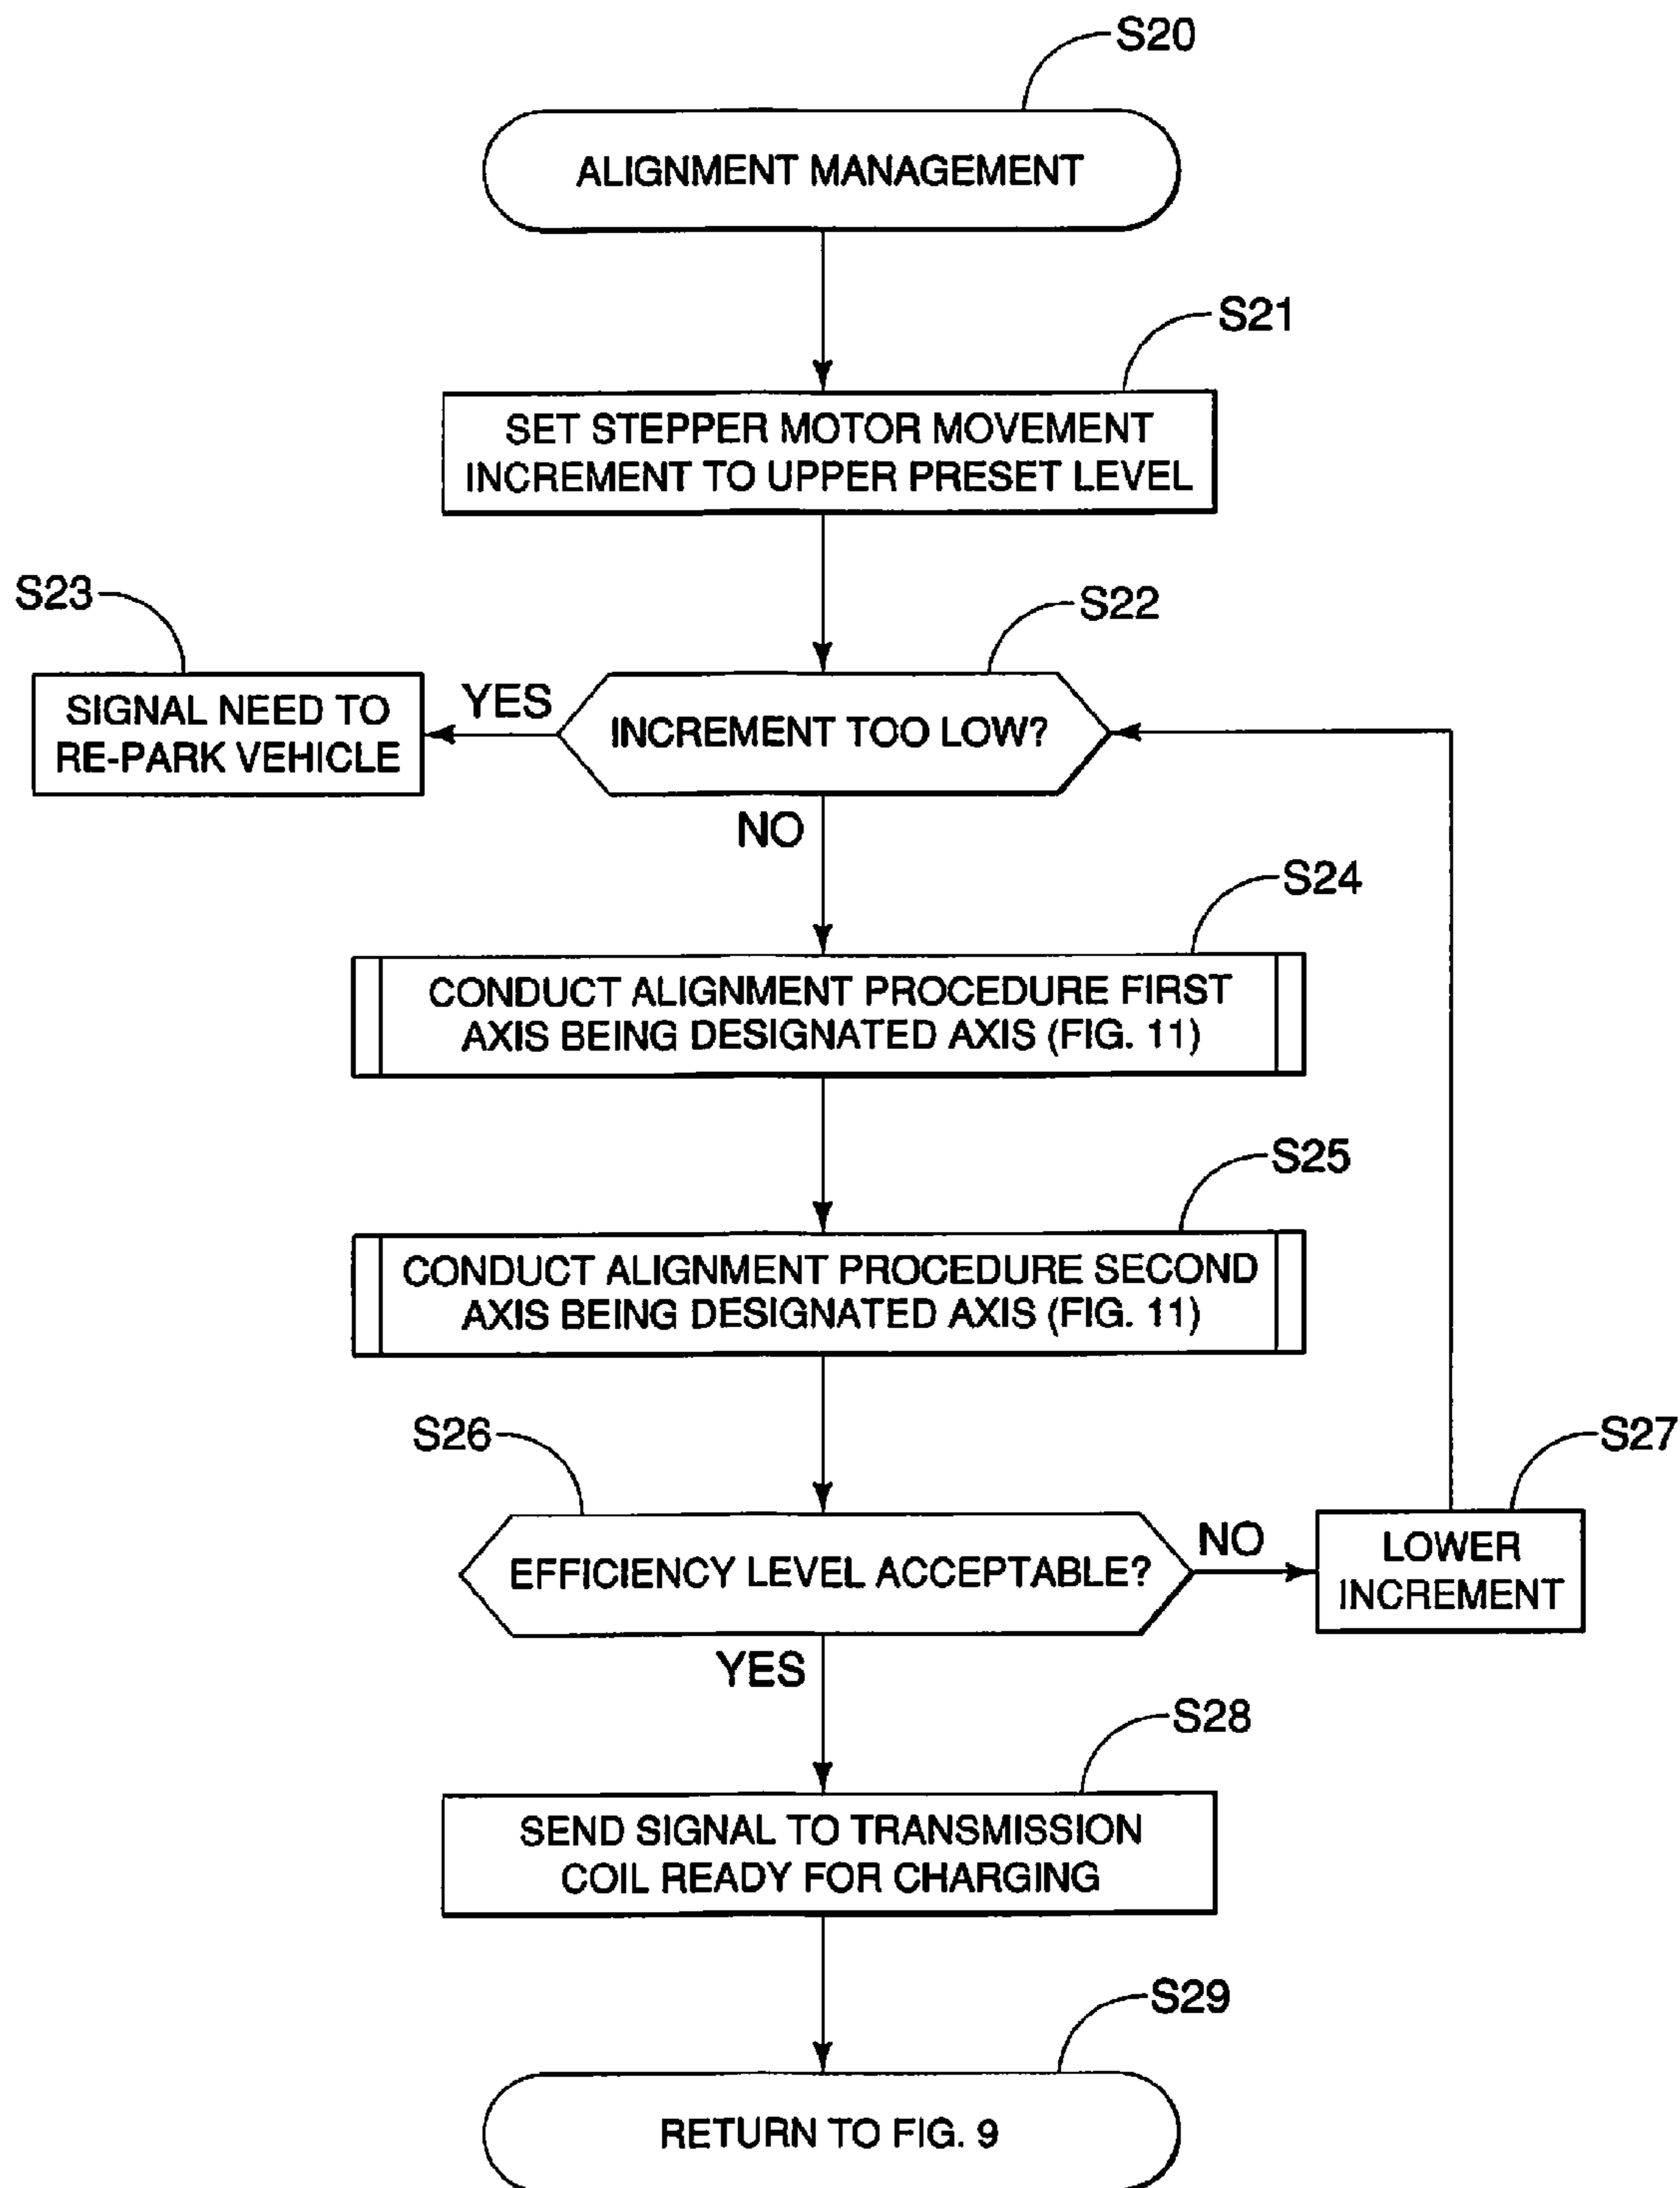 S20
ALIGNMENT MANAGEMENT
S21
SET STEPPER MOTOR MOVEMENT
INCREMENT TO UPPER PRESET LEVEL
S23
S22
SIGNAL NEED TO
RE-PARK VEHICLE
YES
INCREMENT TOO LOW?
NO
S24
CONDUCT ALIGNMENT PROCEDURE FIRST
AXIS BEING DESIGNATED AXIS (FIG. 11)
S25
CONDUCT ALIGNMENT PROCEDURE SECOND
AXIS BEING DESIGNATED AXIS (FIG. 11)
S26
S27
EFFICIENCY LEVEL ACCEPTABLE?
NO
LOWER
INCREMENT
YES
S28
SEND SIGNAL TO TRANSMISSION
COIL READY FOR CHARGING
S29
RETURN TO FIG. 9